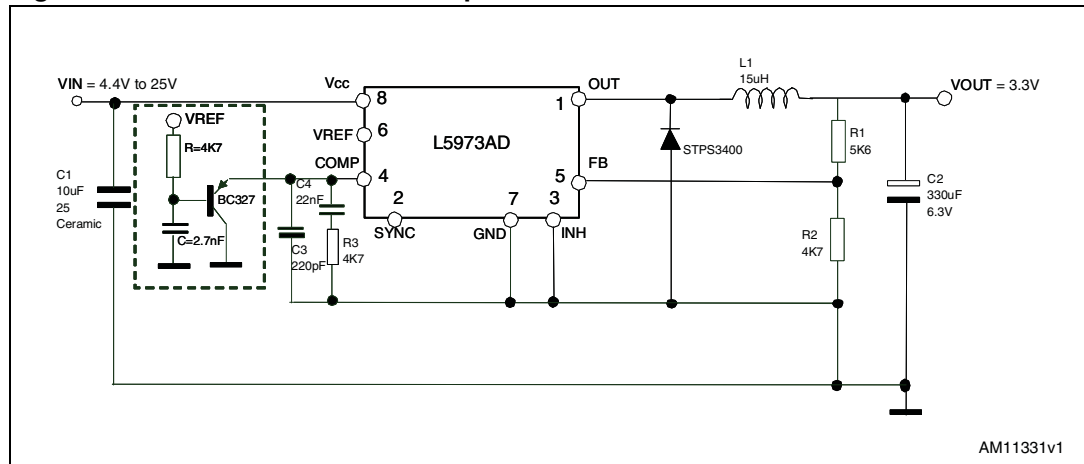 VIN = 4.4V to 25V
VREF
R=4K7
BC327
C=2.7nF
C1
10uF
25
Ceramic
Vcc
8
VREF
6
COMP
4
2
SYNC
7
GND
3
INH
L5973AD
OUT
1
FB
5
C4
22nF
C3
220pF
R3
4K7
STPS3400
L1
15uH
VOUT = 3.3V
R1
5K6
R2
4K7
C2
330uF
6.3V
AM11331v1